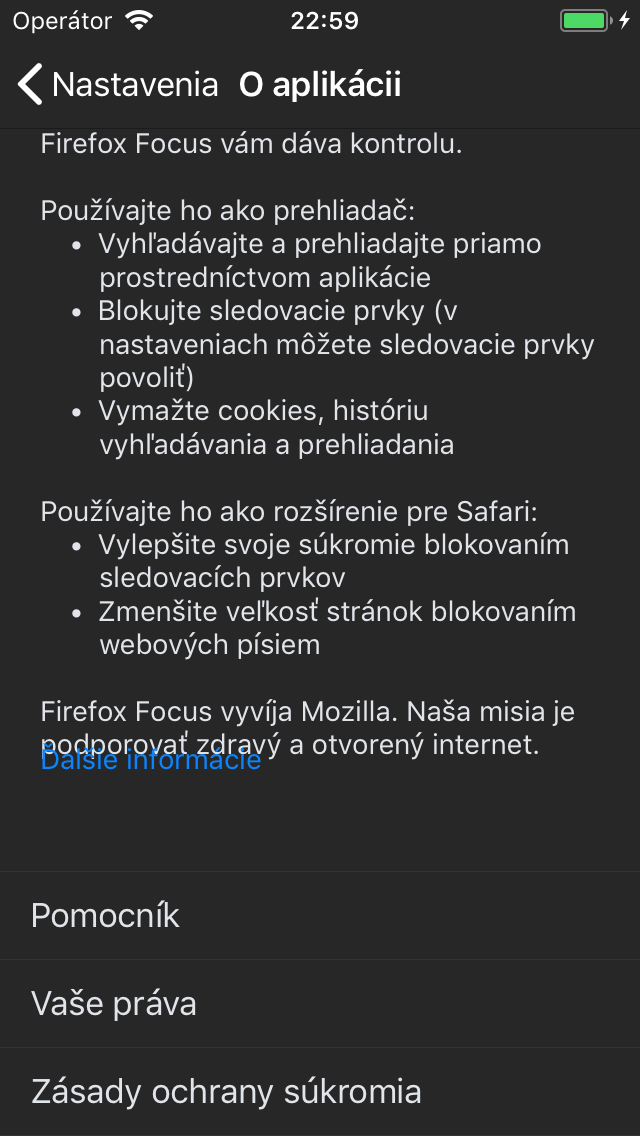 Operátor 22:59
Nastavenia O aplikácii
Firefox Focus vám dáva kontrolu.
Používajte ho ako prehliadač:
• Vyhľadávajte a prehliadajte priamo
prostredníctvom aplikácie
• Blokujte sledovacie prvky (v
nastaveniach môžete sledovacie prvky
povoliť)
• Vymažte cookies, históriu
vyhľadávania a prehliadania
Používajte ho ako rozšírenie pre Safari:
• Vylepšite svoje súkromie blokovaním
sledovacích prvkov
• Zmenšite veľkosť stránok blokovaním
webových písiem
Firefox Focus vyvíja Mozilla. Naša misia je
podporovať zdravý a otvorený internet.
Ďalšie informácie
Pomocník
Vaše práva
Zásady ochrany súkromia